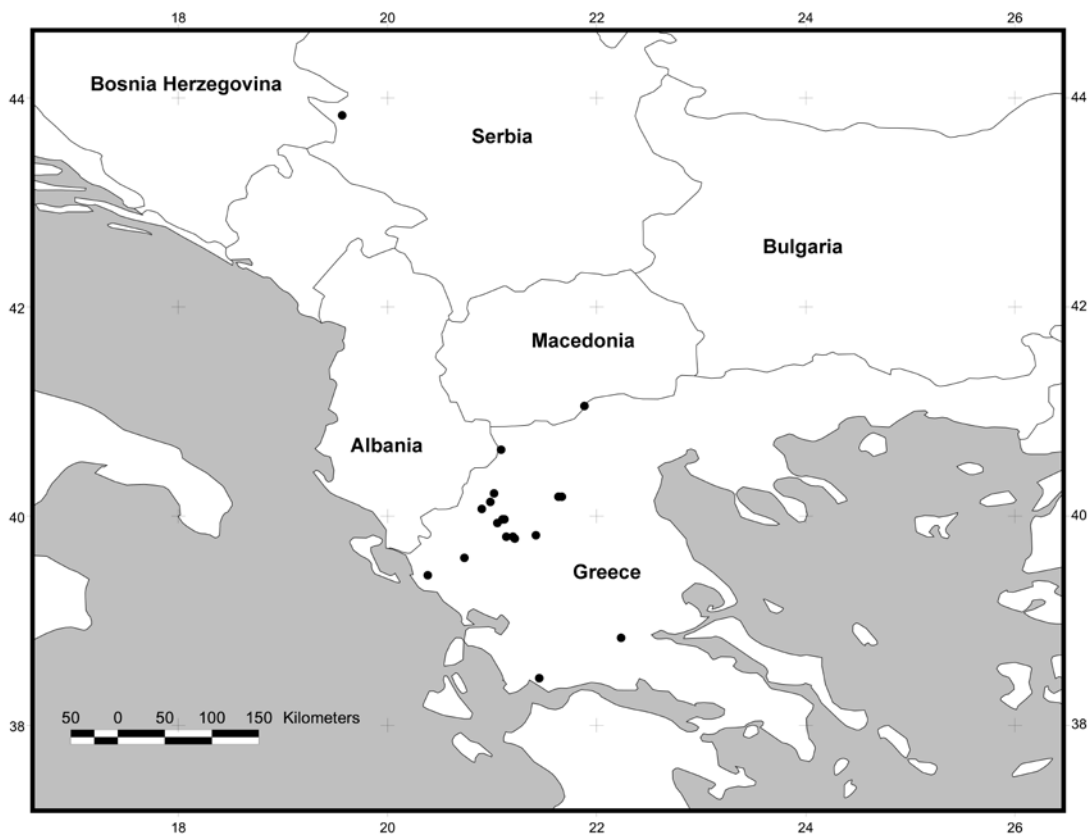 18 20 22 24 26
Bosnia Herzegovina
44 44
Serbia
Bulgaria
42 42
Macedonia
Albania
40 40
Greece
50 0 50 100 150 Kilometers
38 38
18 20 22 24 26